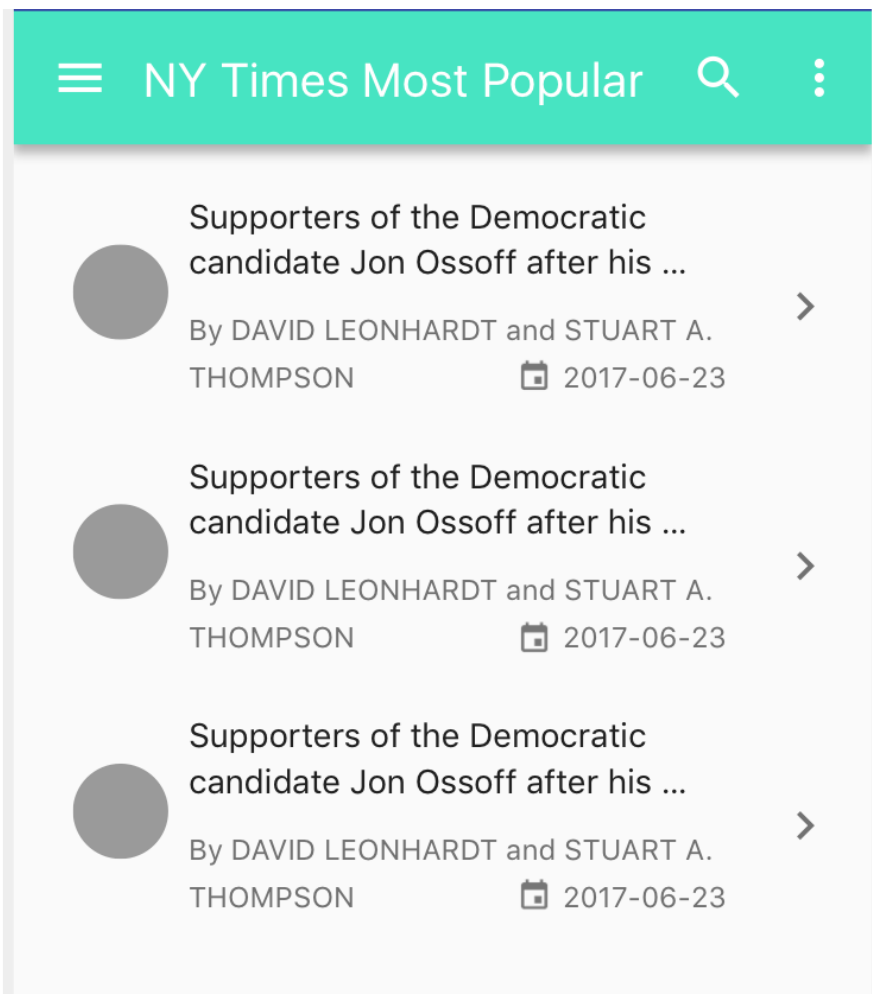 NY Times Most Popular
Supporters of the Democratic
candidate Jon Ossoff after his ...
By DAVID LEONHARDT and STUART A.
THOMPSON 2017-06-23
Supporters of the Democratic
candidate Jon Ossoff after his ...
By DAVID LEONHARDT and STUART A.
THOMPSON 2017-06-23
Supporters of the Democratic
candidate Jon Ossoff after his ...
By DAVID LEONHARDT and STUART A.
THOMPSON 2017-06-23